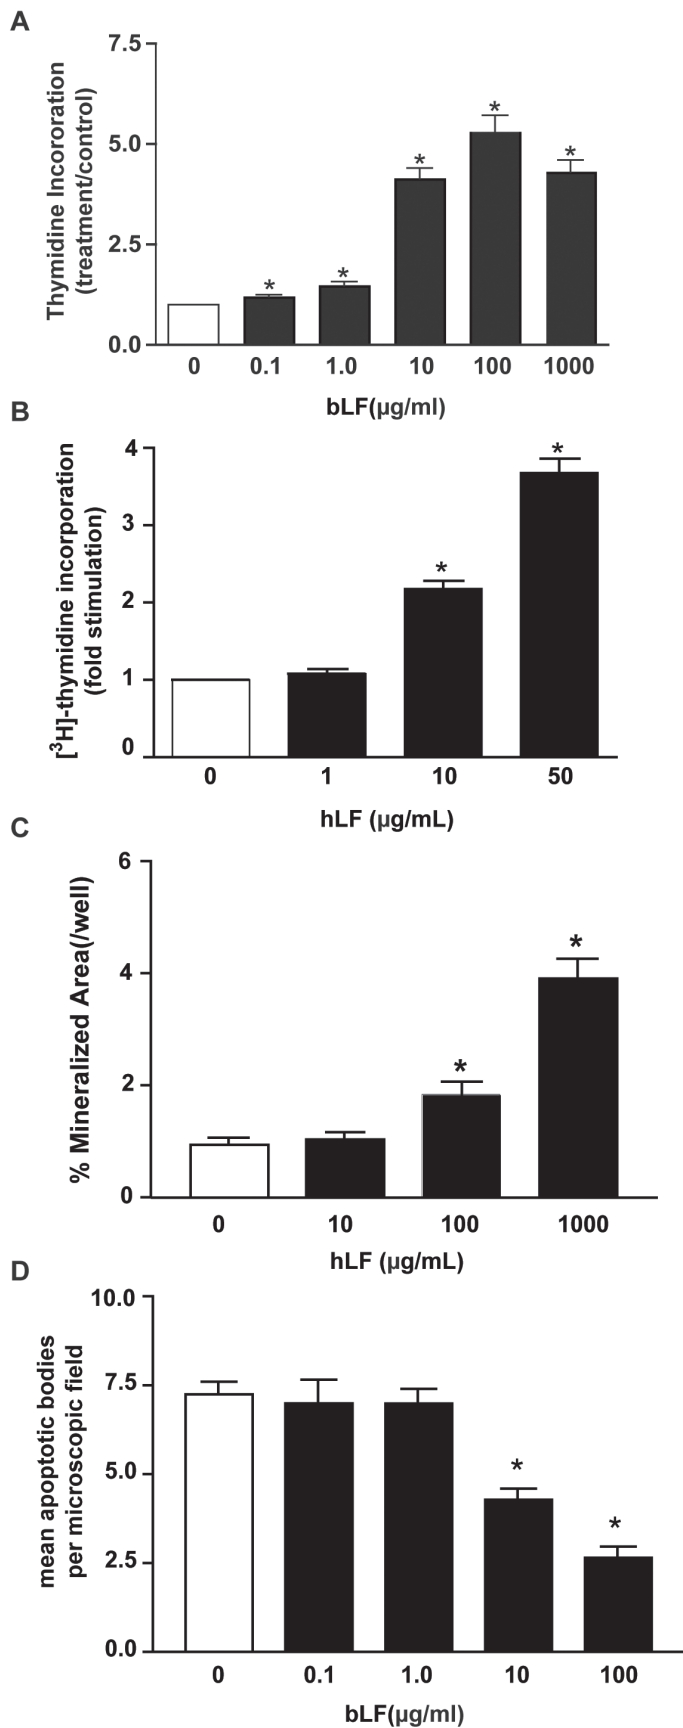 A
Thymidine Incororation
(treatment/control)
7.5
5.0
2.5
0.0
* * * * *
0 0.1 1.0 10 100 1000
bLF(µg/ml)
B
[³H]-thymidine incorporation
(fold stimulation)
4
3
2
1
0
* *
0 1 10 50
hLF (µg/mL)
C
% Mineralized Area(/well)
6
4
2
0
* *
0 10 100 1000
hLF (µg/mL)
D
mean apoptotic bodies
per microscopic field
10.0
7.5
5.0
2.5
0.0
* *
0 0.1 1.0 10 100
bLF(µg/ml)